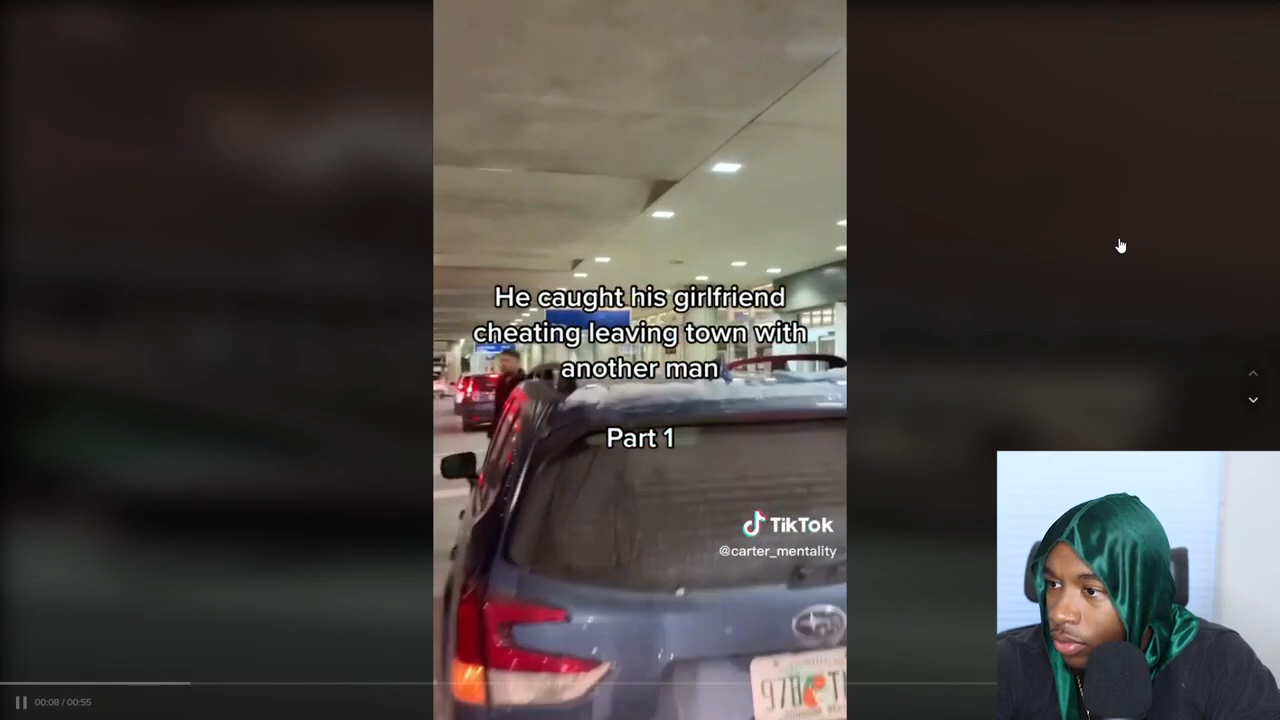 He caught his girlfriend
cheating leaving town with
another man
Part 1
TikTok
@carter_mentality
00:08 / 00:55